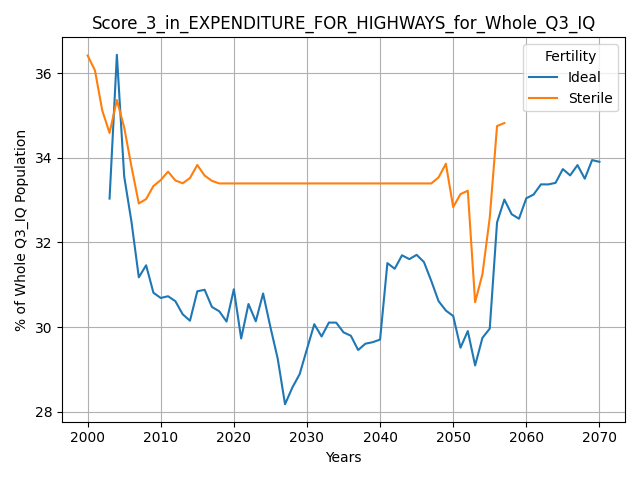 Score_3_in_EXPENDITURE_FOR_HIGHWAYS_for_Whole_Q3_IQ
Fertility
Ideal
Sterile
% of Whole Q3_IQ Population
36
34
32
30
28
2000 2010 2020 2030 2040 2050 2060 2070
Years